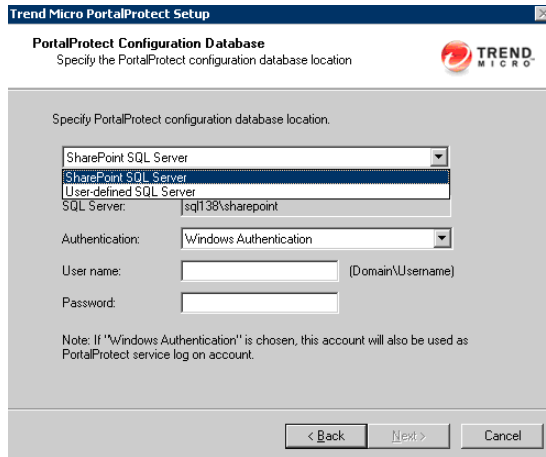 Trend Micro PortalProtect Setup
PortalProtect Configuration Database
Specify the PortalProtect configuration database location
TREND
MICRO
Specify PortalProtect configuration database location.
SharePoint SQL Server
SharePoint SQL Server
User-defined SQL Server
SQL Server: sql138\sharepoint
Authentication: Windows Authentication
User name: (Domain\Username)
Password:
Note: If "Windows Authentication" is chosen, this account will also be used as
PortalProtect service log on account.
< Back Next > Cancel